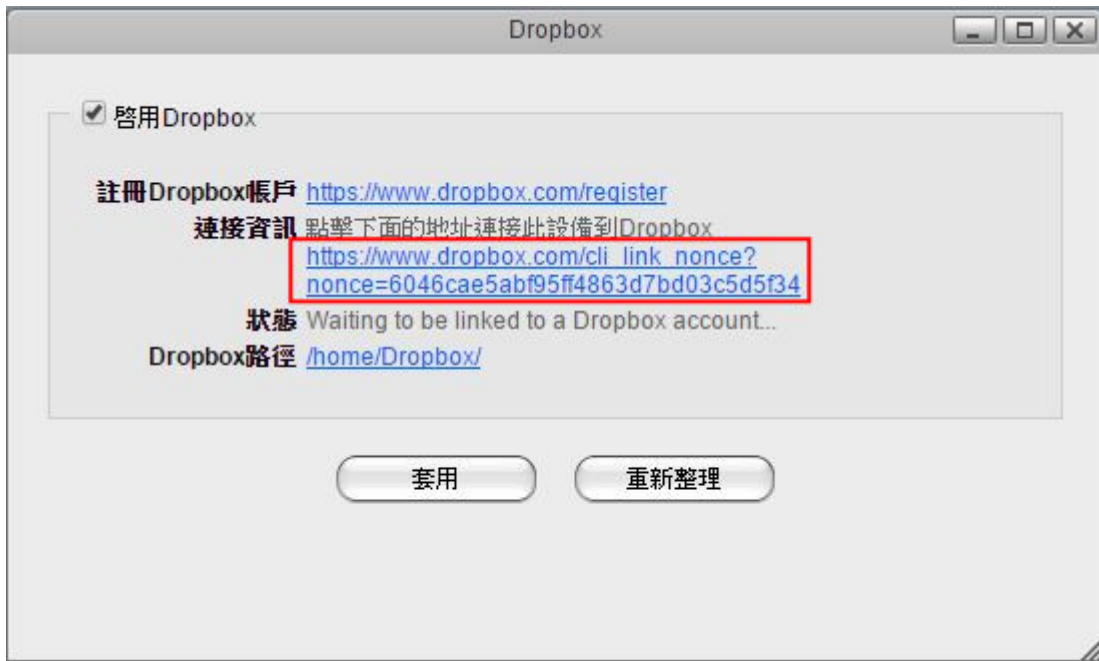 Dropbox
啓用Dropbox
註冊Dropbox帳戶 https://www.dropbox.com/register
連接資訊 點擊下面的地址連接此設備到Dropbox
https://www.dropbox.com/cli_link_nonce?
nonce=6046cae5abf95ff4863d7bd03c5d5f34
狀態 Waiting to be linked to a Dropbox account...
Dropbox路徑 /home/Dropbox/
套用 重新整理